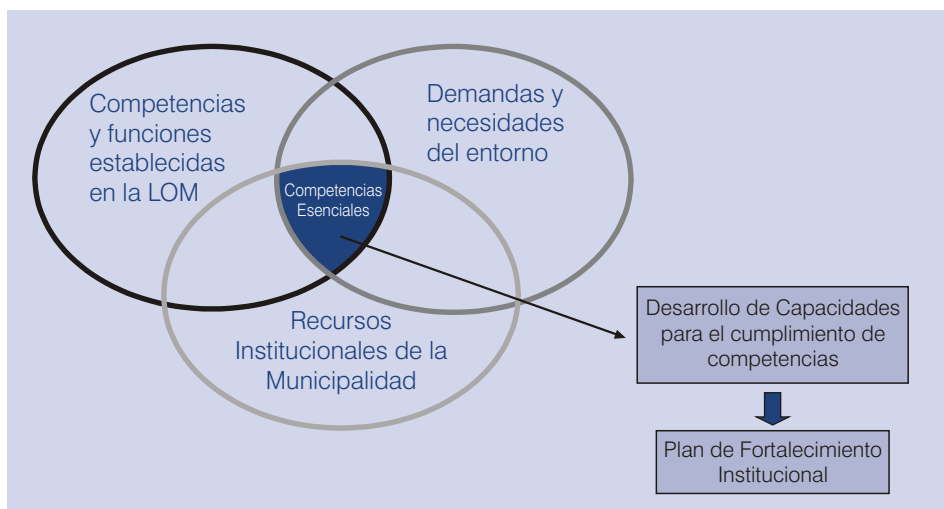 Competencias
y funciones
establecidas
en la LOM
Demandas y
necesidades
del entorno
Competencias
Esenciales
Recursos
Institucionales de la
Municipalidad
Desarrollo de Capacidades
para el cumplimiento de
competencias
Plan de Fortalecimiento
Institucional